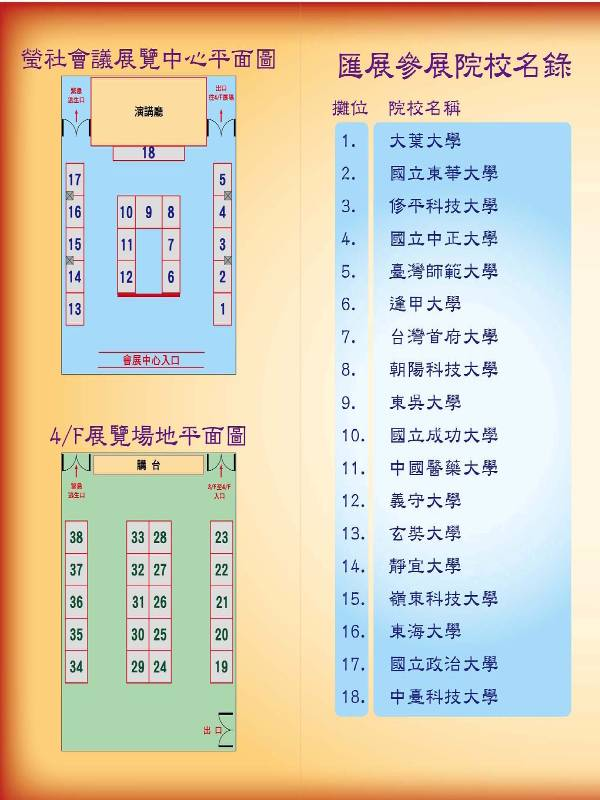 瑩社會議展覽中心平面圖
緊急
逃生口
演講廳
出口
往4/F展場
18
17
5
16
10 9 8
4
15
11
7
3
14
12
6
2
13
1
會展中心入口
4/F展覽場地平面圖
緊急
逃生口
講台
入口
38 33 28 23
37 32 27 22
36 31 26 21
35 30 25 20
34 29 24 19
出口
匯展參展院校名錄
攤位 院校名稱
1. 大葉大學
2. 國立東華大學
3. 修平科技大學
4. 國立中正大學
5. 臺灣師範大學
6. 逢甲大學
7. 台灣首府大學
8. 朝陽科技大學
9. 東吳大學
10. 國立成功大學
11. 中國醫藥大學
12. 義守大學
13. 玄奘大學
14. 靜宜大學
15. 嶺東科技大學
16. 東海大學
17. 國立政治大學
18. 中臺科技大學